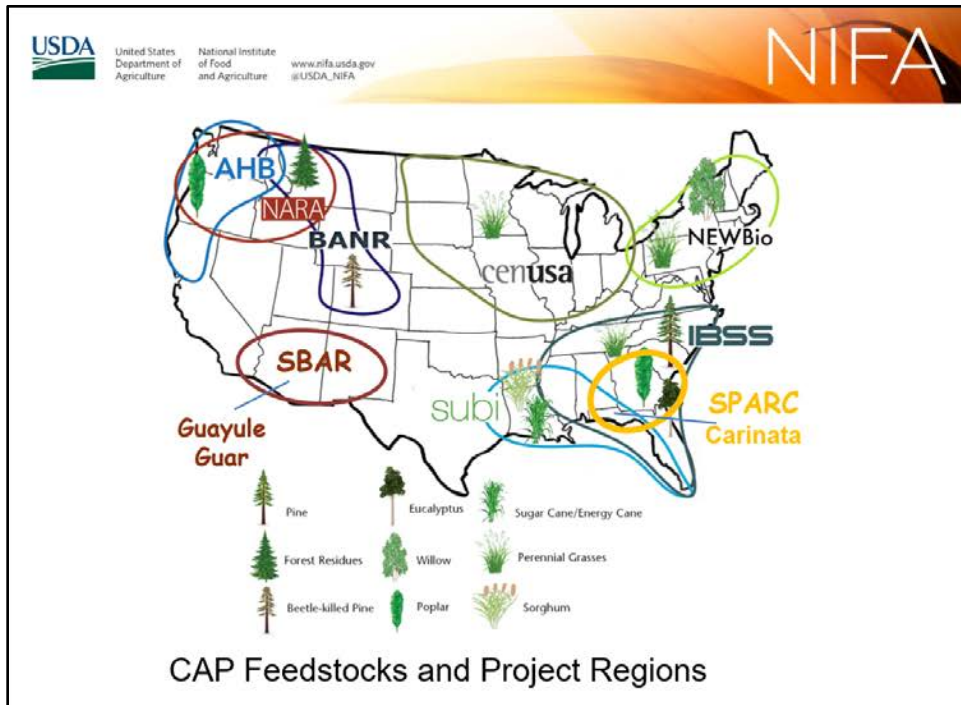 USDA
United States
Department of
Agriculture
National Institute
of Food
and Agriculture
www.nifa.usda.gov
@USDA_NIFA
NIFA
AHB
NARA
BANR
cenusa
NEWBio
IBSS
SBAR
subi
SPARC
Carinata
Guayule
Guar
Pine
Eucalyptus
Sugar Cane/Energy Cane
Forest Residues
Willow
Perennial Grasses
Beetle-killed Pine
Poplar
Sorghum
CAP Feedstocks and Project Regions